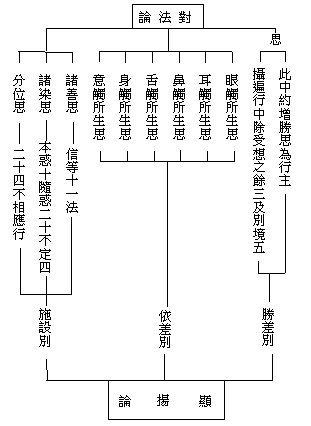 對法論
思
此中約增勝思為行主
攝遍行中除受想之餘三及別境五
眼觸所生思
耳觸所生思
鼻觸所生思
舌觸所生思
身觸所生思
意觸所生思
諸善思
信等十一法
諸染思
本惑十隨惑二十不定四
分位思
二十四不相應行
勝差別
依差別
施設別
顯揚論